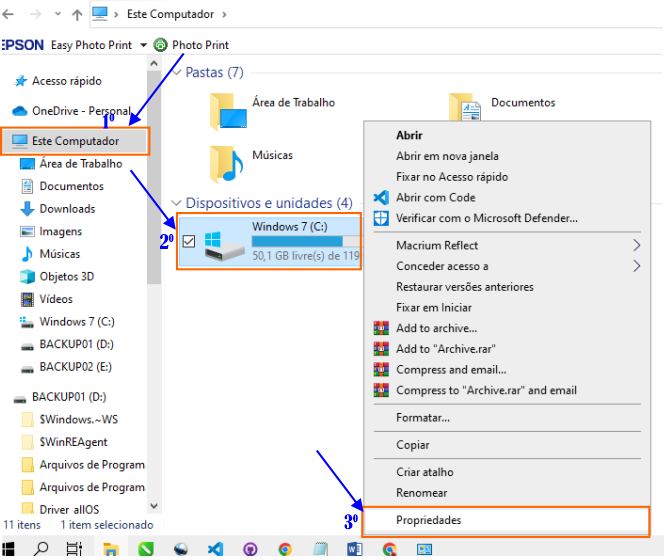 Este Computador
EPSON Easy Photo Print Photo Print
Acesso rápido
OneDrive - Personal
1º
Este Computador
Área de Trabalho
Documentos
Downloads
Imagens
Músicas
Objetos 3D
Vídeos
Windows 7 (C:)
BACKUP01 (D:)
BACKUP02 (E:)
BACKUP01 (D:)
$Windows.~WS
$WinREAgent
Arquivos de Program
Arquivos de Program
Driver allOS
11 itens 1 item selecionado
Pastas (7)
Área de Trabalho
Documentos
Músicas
Dispositivos e unidades (4)
2º
Windows 7 (C:)
50,1 GB livre(s) de 119
Abrir
Abrir em nova janela
Fixar no Acesso rápido
Abrir com Code
Verificar com o Microsoft Defender...
Macrium Reflect
Conceder acesso a
Restaurar versões anteriores
Fixar em Iniciar
Add to archive...
Add to "Archive.rar"
Compress and email...
Compress to "Archive.rar" and email
Formatar...
Copiar
Criar atalho
Renomear
3º
Propriedades